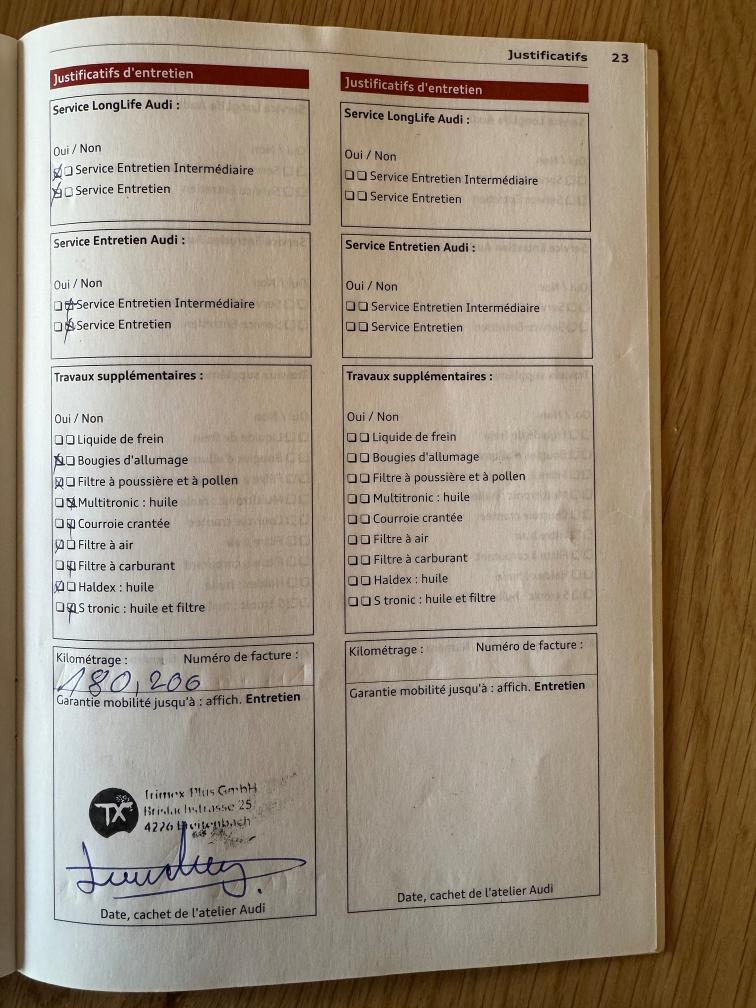 Justificatifs 23
Justificatifs d'entretien
Service LongLife Audi :
Oui / Non
Service Entretien Intermédiaire
Service Entretien
Service Entretien Audi :
Oui / Non
Service Entretien Intermédiaire
Service Entretien
Travaux supplémentaires :
Oui / Non
Liquide de frein
Bougies d'allumage
Filtre à poussière et à pollen
Multitronic : huile
Courroie crantée
Filtre à air
Filtre à carburant
Haldex : huile
S tronic : huile et filtre
Kilométrage : Numéro de facture :
180,206
Garantie mobilité jusqu'à : affich. Entretien
TX
Trimex Plus GmbH
25
4226 Breitenbach
Date, cachet de l'atelier Audi
Justificatifs d'entretien
Service LongLife Audi :
Oui / Non
Service Entretien Intermédiaire
Service Entretien
Service Entretien Audi :
Oui / Non
Service Entretien Intermédiaire
Service Entretien
Travaux supplémentaires :
Oui / Non
Liquide de frein
Bougies d'allumage
Filtre à poussière et à pollen
Multitronic : huile
Courroie crantée
Filtre à air
Filtre à carburant
Haldex : huile
S tronic : huile et filtre
Kilométrage : Numéro de facture :
Garantie mobilité jusqu'à : affich. Entretien
Date, cachet de l'atelier Audi